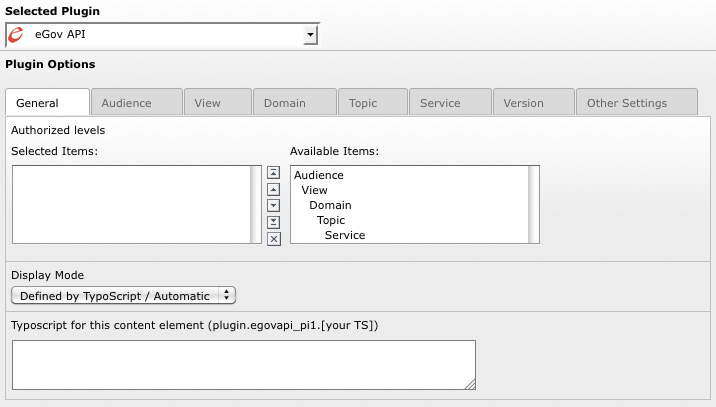 Selected Plugin
eGov API
Plugin Options
General Audience View Domain Topic Service Version Other Settings
Authorized levels
Selected Items: Available Items:
Audience
View
Domain
Topic
Service
Display Mode
Defined by TypoScript / Automatic
Typoscript for this content element (plugin.egovapi_pi1.[your TS])